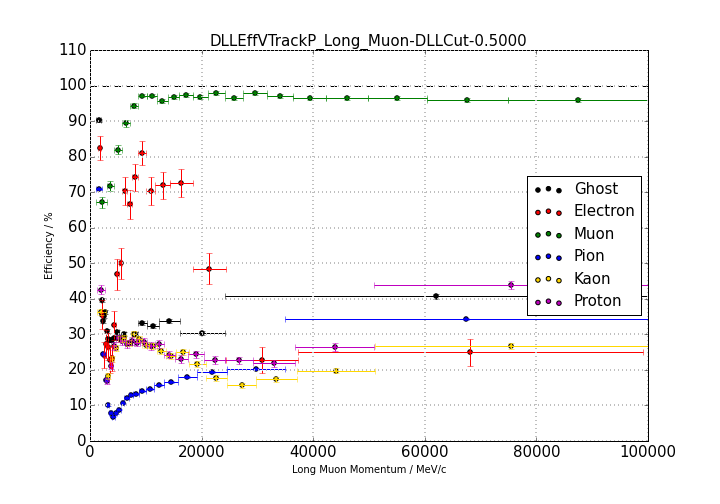 DLLEffVTrackP_Long_Muon-DLLCut-0.5000
110
100
90
80
70
60
50
40
30
20
10
0
Efficiency / %
Ghost
Electron
Muon
Pion
Kaon
Proton
0 20000 40000 60000 80000 100000
Long Muon Momentum / MeV/c